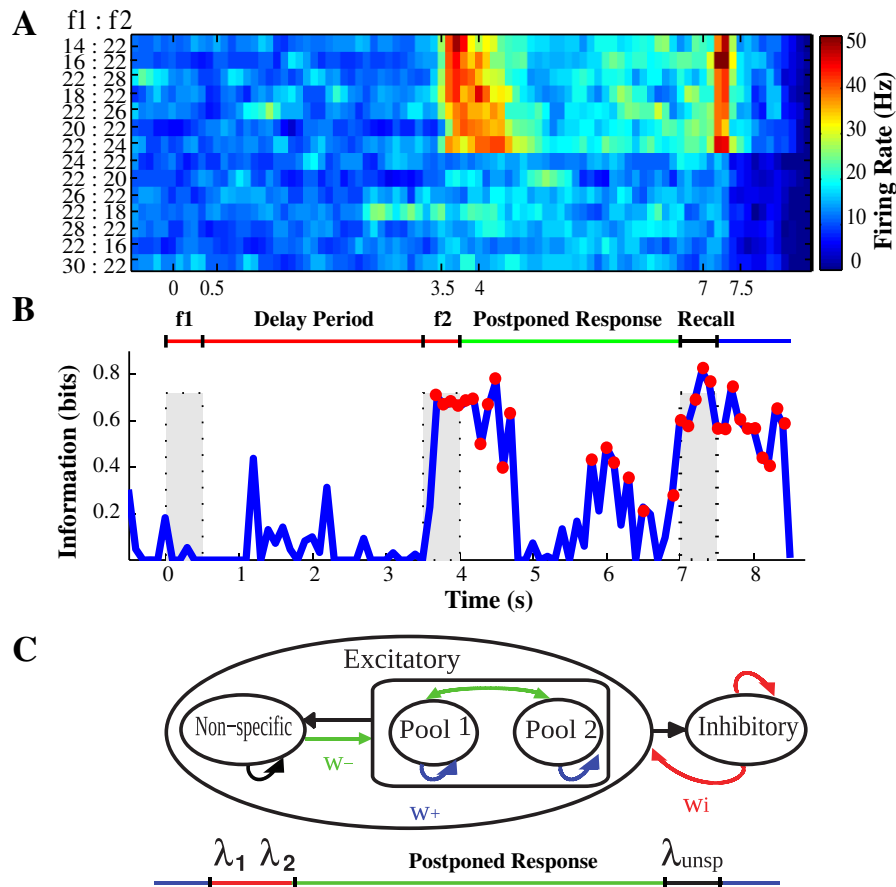 A
f1 : f2
14 : 22
16 : 22
22 : 28
18 : 22
22 : 26
20 : 22
22 : 24
24 : 22
22 : 20
26 : 22
22 : 18
28 : 22
22 : 16
30 : 22
0 0.5 3.5 4 7 7.5
50
40
30
20
10
0
Firing Rate (Hz)
B
f1 Delay Period f2 Postponed Response Recall
Information (bits)
0.8
0.6
0.4
0.2
0 1 2 3 4 5 6 7 8
Time (s)
C
Excitatory
Non-specific
Pool 1
Pool 2
Inhibitory
w-
w+
wi
λ1 λ2 Postponed Response λunsp